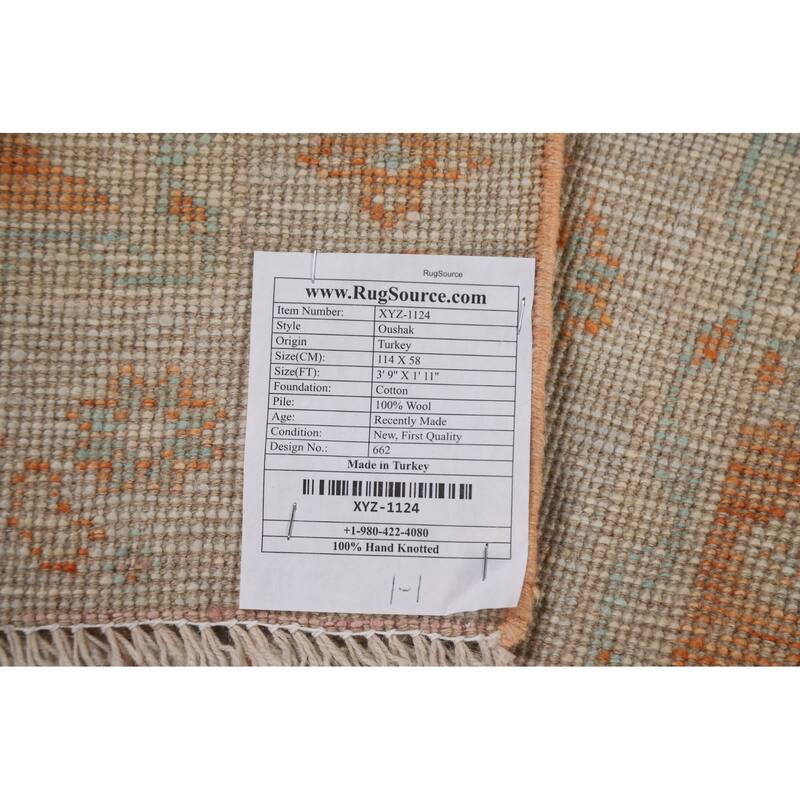 RugSource
www.RugSource.com
Item Number: XYZ-1124
Style Oushak
Origin Turkey
Size(CM): 114 X 58
Size(FT): 3' 9" X 1' 11"
Foundation: Cotton
Pile: 100% Wool
Age: Recently Made
Condition: New, First Quality
Design No.: 662
Made in Turkey
XYZ-1124
+1-980-422-4080
100% Hand Knotted